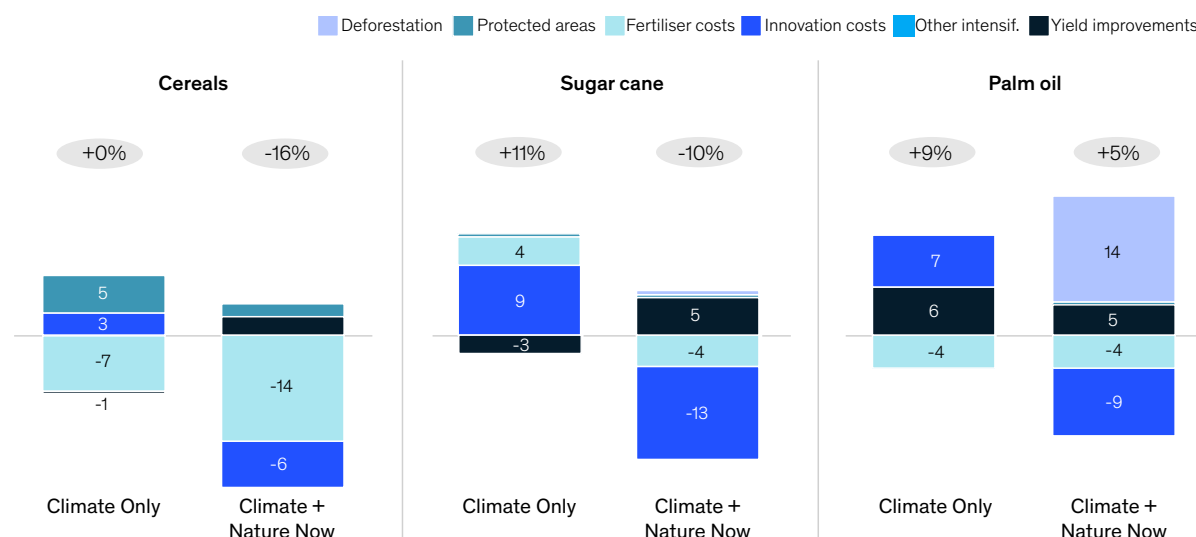 Deforestation Protected areas Fertiliser costs Innovation costs Other intensif. Yield improvements
Cereals
Sugar cane
Palm oil
+0%
-16%
+11%
-10%
+9%
+5%
5
3
-7
-1
-14
-6
4
9
-3
5
-4
-13
7
6
-4
14
5
-4
-9
Climate Only
Climate +
Nature Now
Climate Only
Climate +
Nature Now
Climate Only
Climate +
Nature Now